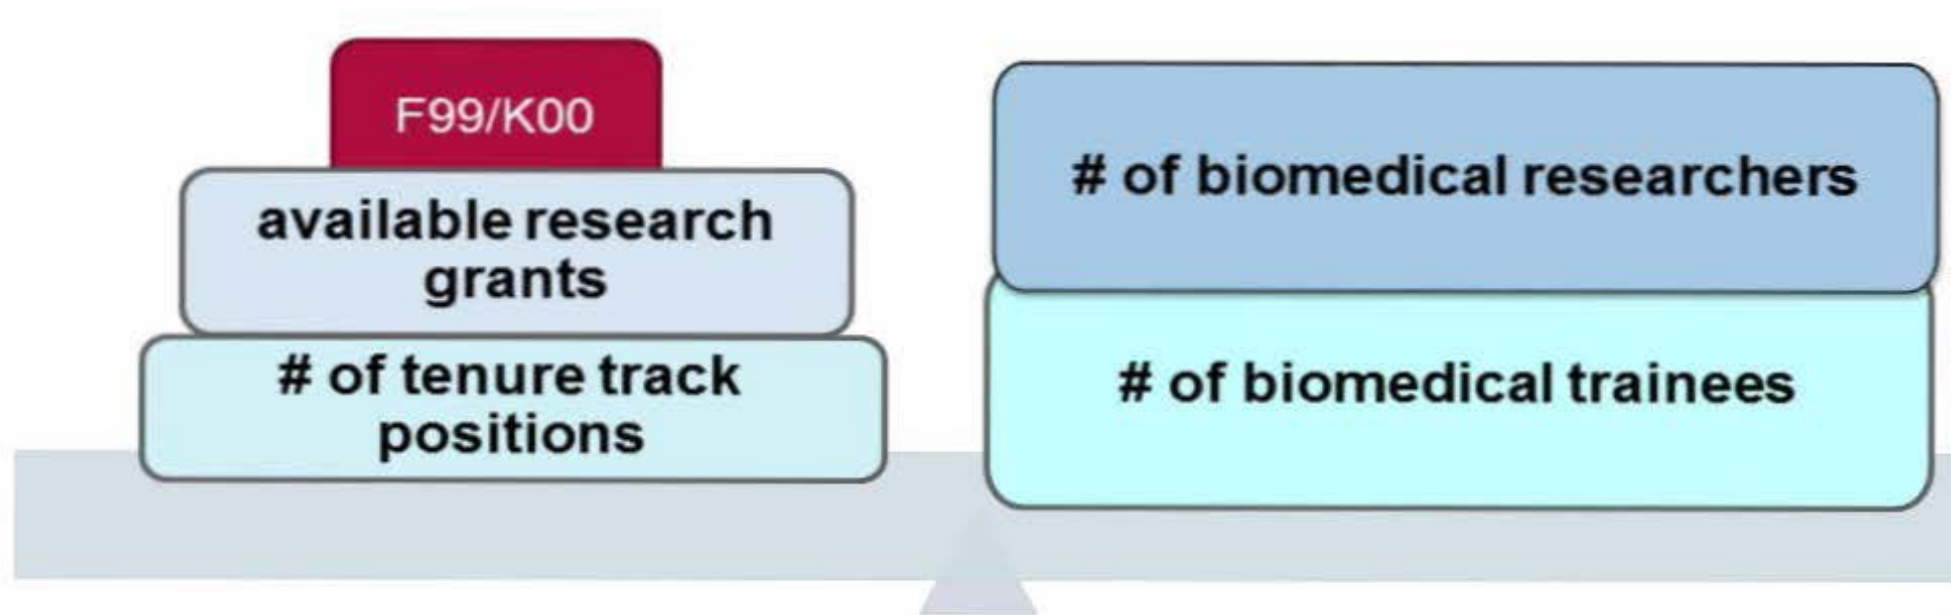 F99/K00
available research
grants
# of tenure track
positions
# of biomedical researchers
# of biomedical trainees